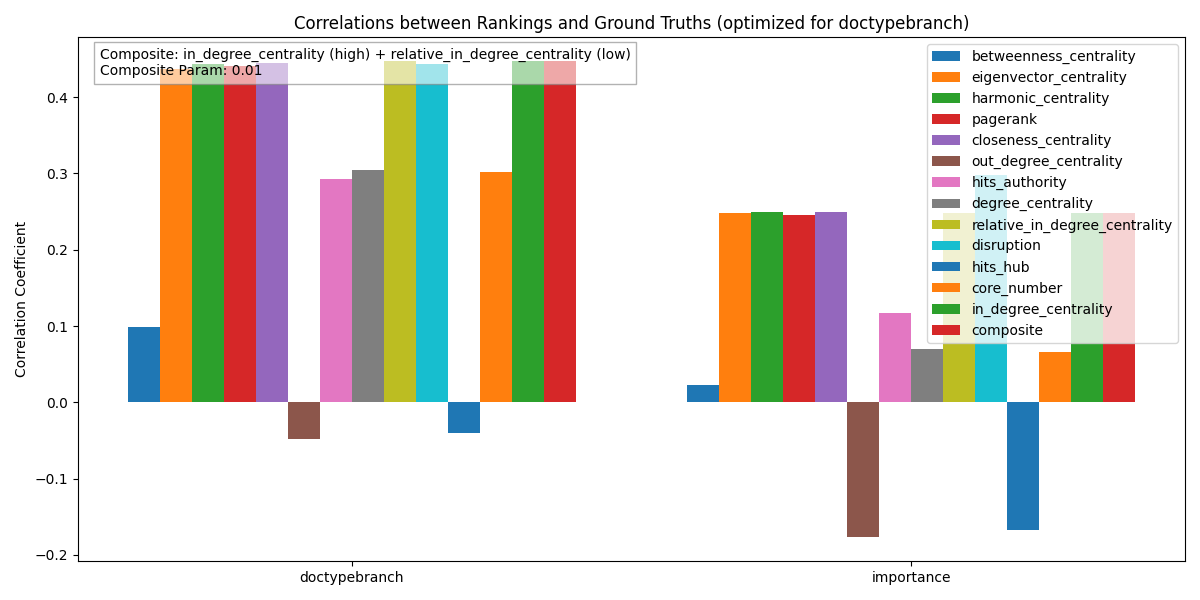 Correlations between Rankings and Ground Truths (optimized for doctypebranch)
Composite: in_degree_centrality (high) + relative_in_degree_centrality (low)
Composite Param: 0.01
betweenness_centrality
eigenvector_centrality
harmonic_centrality
pagerank
closeness_centrality
out_degree_centrality
hits_authority
degree_centrality
relative_in_degree_centrality
disruption
hits_hub
core_number
in_degree_centrality
composite
Correlation Coefficient
0.4
0.3
0.2
0.1
0.0
−0.1
−0.2
doctypebranch
importance